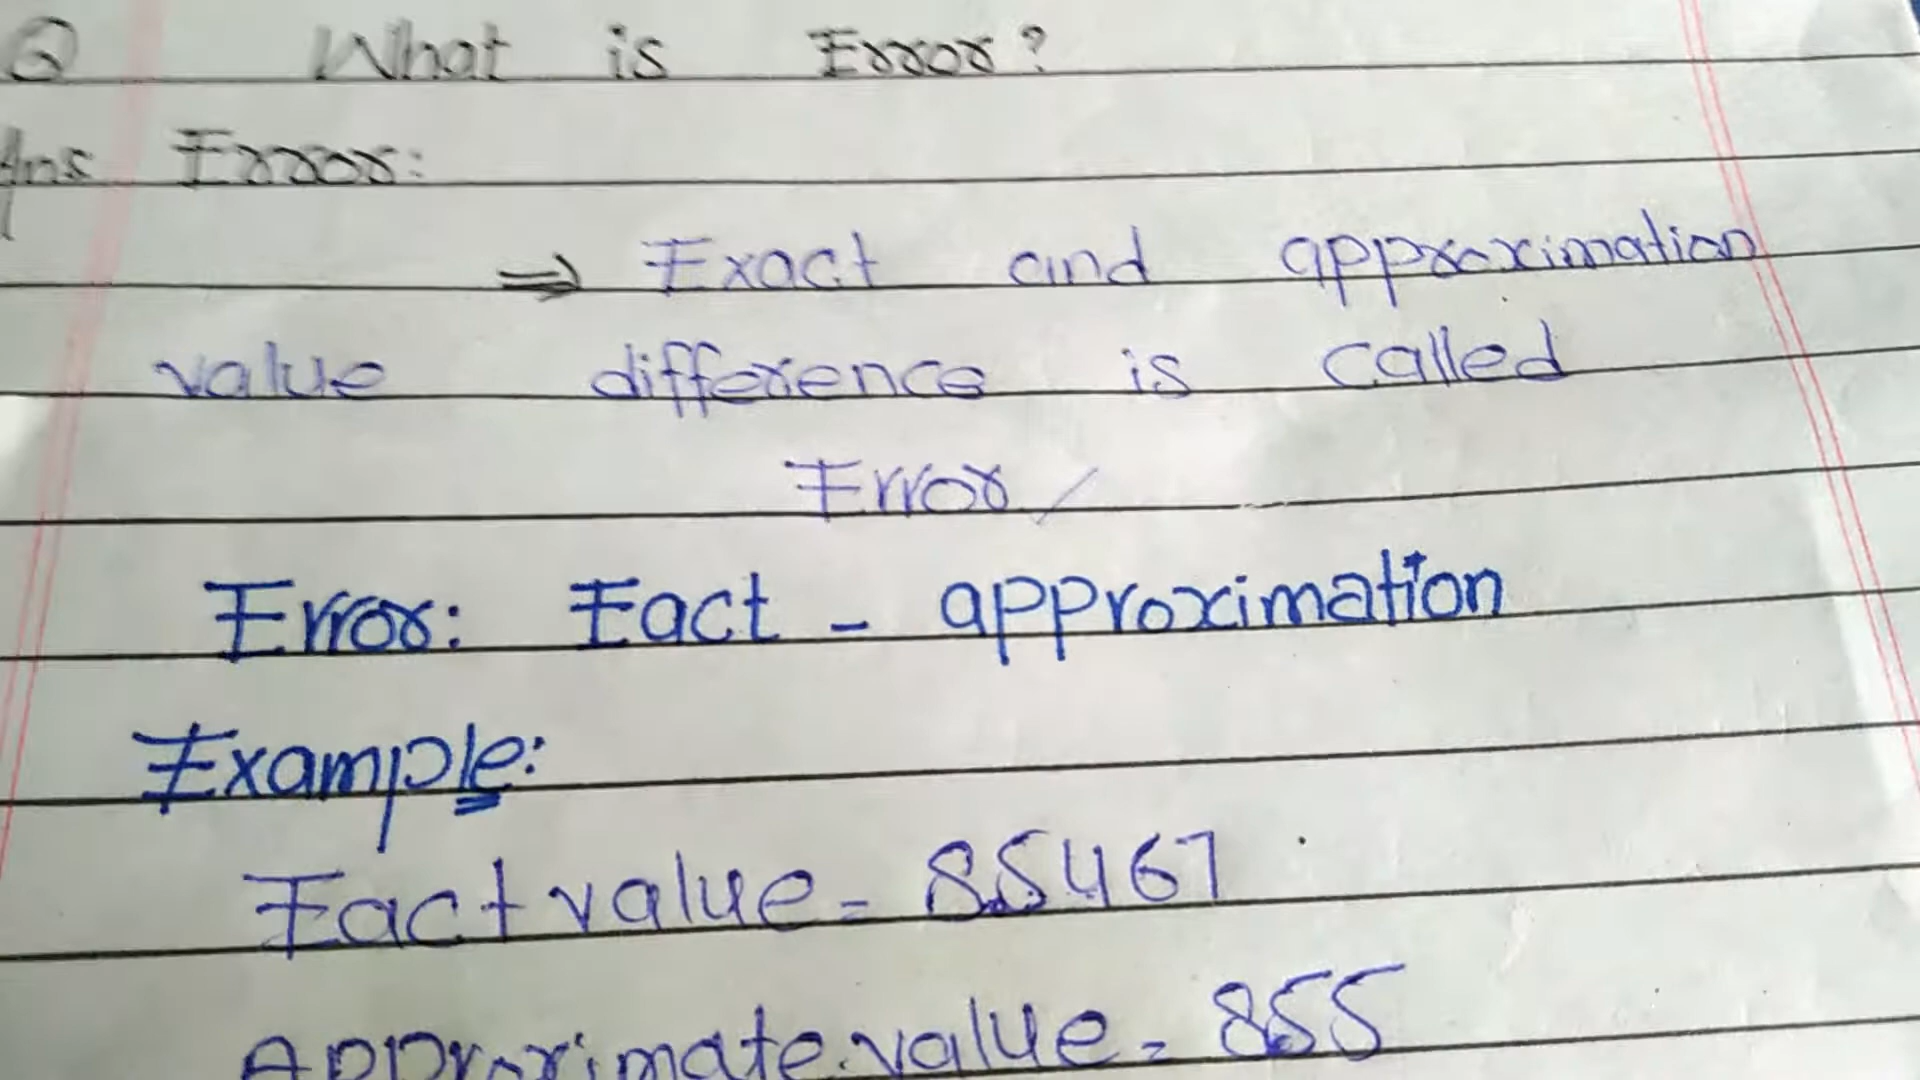 Q What is Error?
Ans Error:
⇒ Exact and approximation
value difference is called
Error
Error: Eact - approximation
Example:
Eact value = 85467
Approximate value = 855